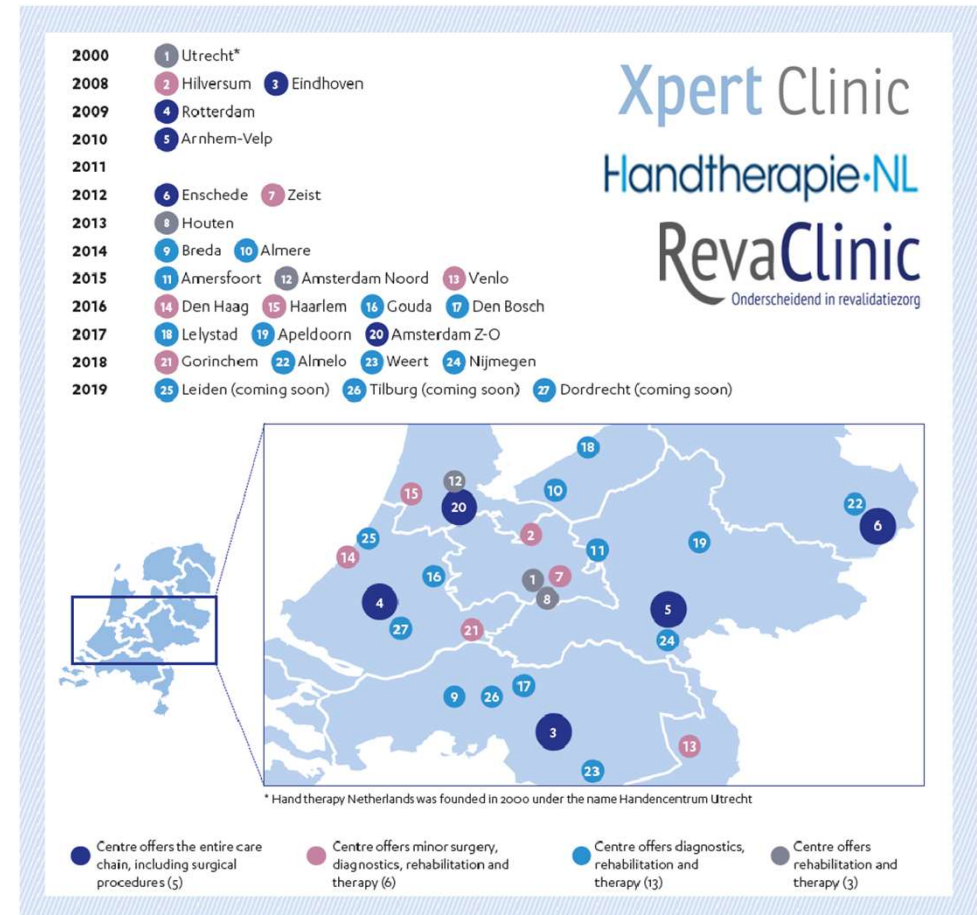 2000 1 Utrecht*
2008 2 Hilversum 3 Eindhoven
2009 4 Rotterdam
2010 5 Arnhem-Velp
2011
2012 6 Enschede 7 Zeist
2013 8 Houten
2014 9 Breda 10 Almere
2015 11 Amersfoort 12 Amsterdam Noord 13 Venlo
2016 14 Den Haag 15 Haarlem 16 Gouda 17 Den Bosch
2017 18 Lelystad 19 Apeldoorn 20 Amsterdam Z-O
2018 21 Gorinchem 22 Almelo 23 Weert 24 Nijmegen
2019 25 Leiden (coming soon) 26 Tilburg (coming soon) 27 Dordrecht (coming soon)
Xpert Clinic
Handtherapie·NL
RevaClinic
Onderscheidend in revalidatiezorg
18
12
15
10
20
22
6
2
25
19
11
14
16
1
7
8
4
5
27
21
24
17
9
26
3
13
23
* Hand therapy Netherlands was founded in 2000 under the name Handencentrum Utrecht
Centre offers the entire care
chain, including surgical
procedures (5)
Centre offers minor surgery,
diagnostics, rehabilitation and
therapy (6)
Centre offers diagnostics,
rehabilitation and
therapy (13)
Centre offers
rehabilitation and
therapy (3)